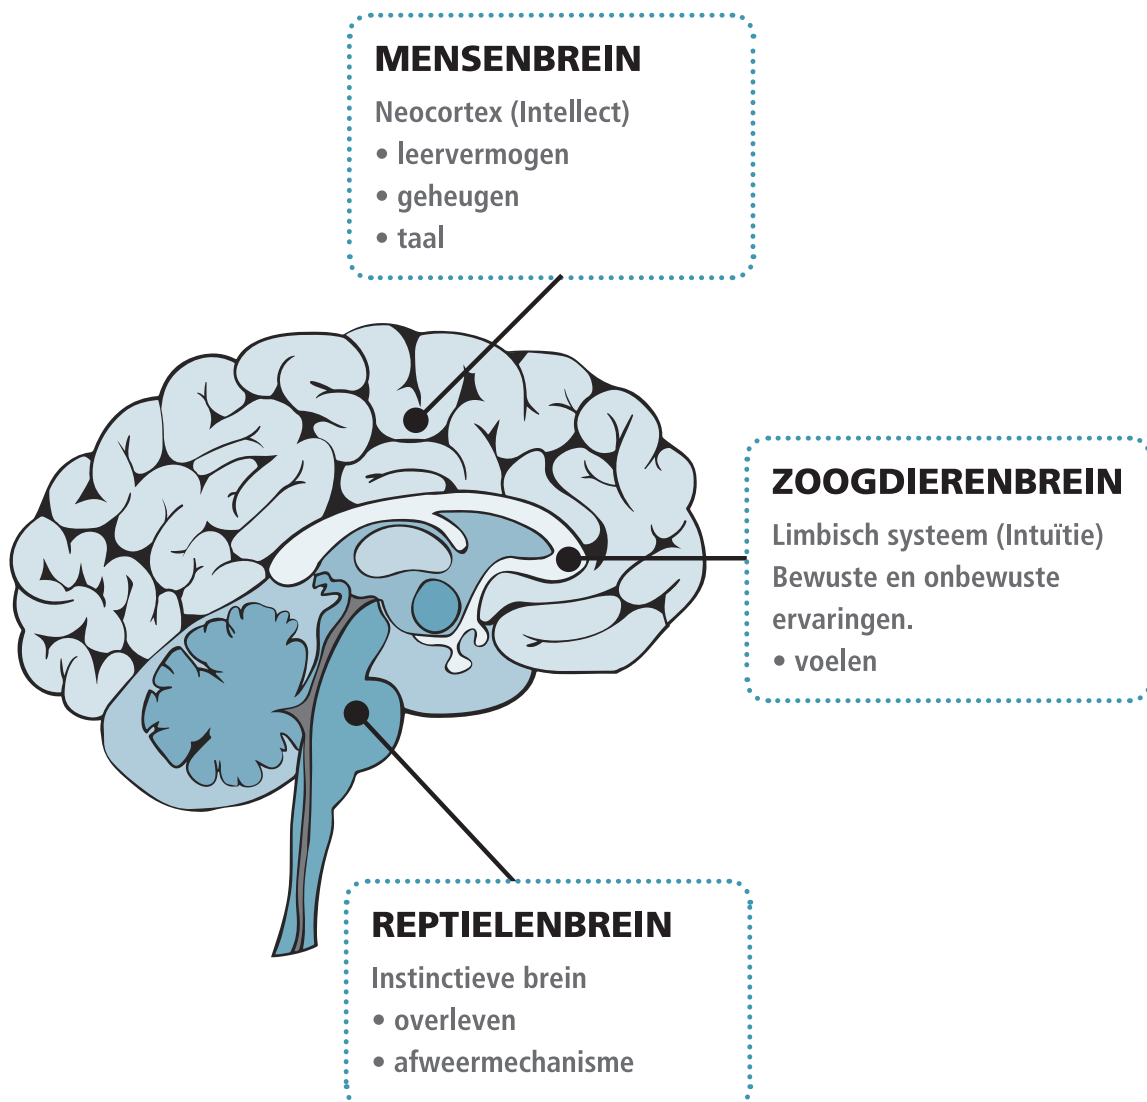 MENSENBREIN
Neocortex (Intellect)
• leervermogen
• geheugen
• taal
ZOOGDIERENBREIN
Limbisch systeem (Intuïtie)
Bewuste en onbewuste
ervaringen.
• voelen
REPTIELENBREIN
Instinctieve brein
• overleven
• afweermechanisme